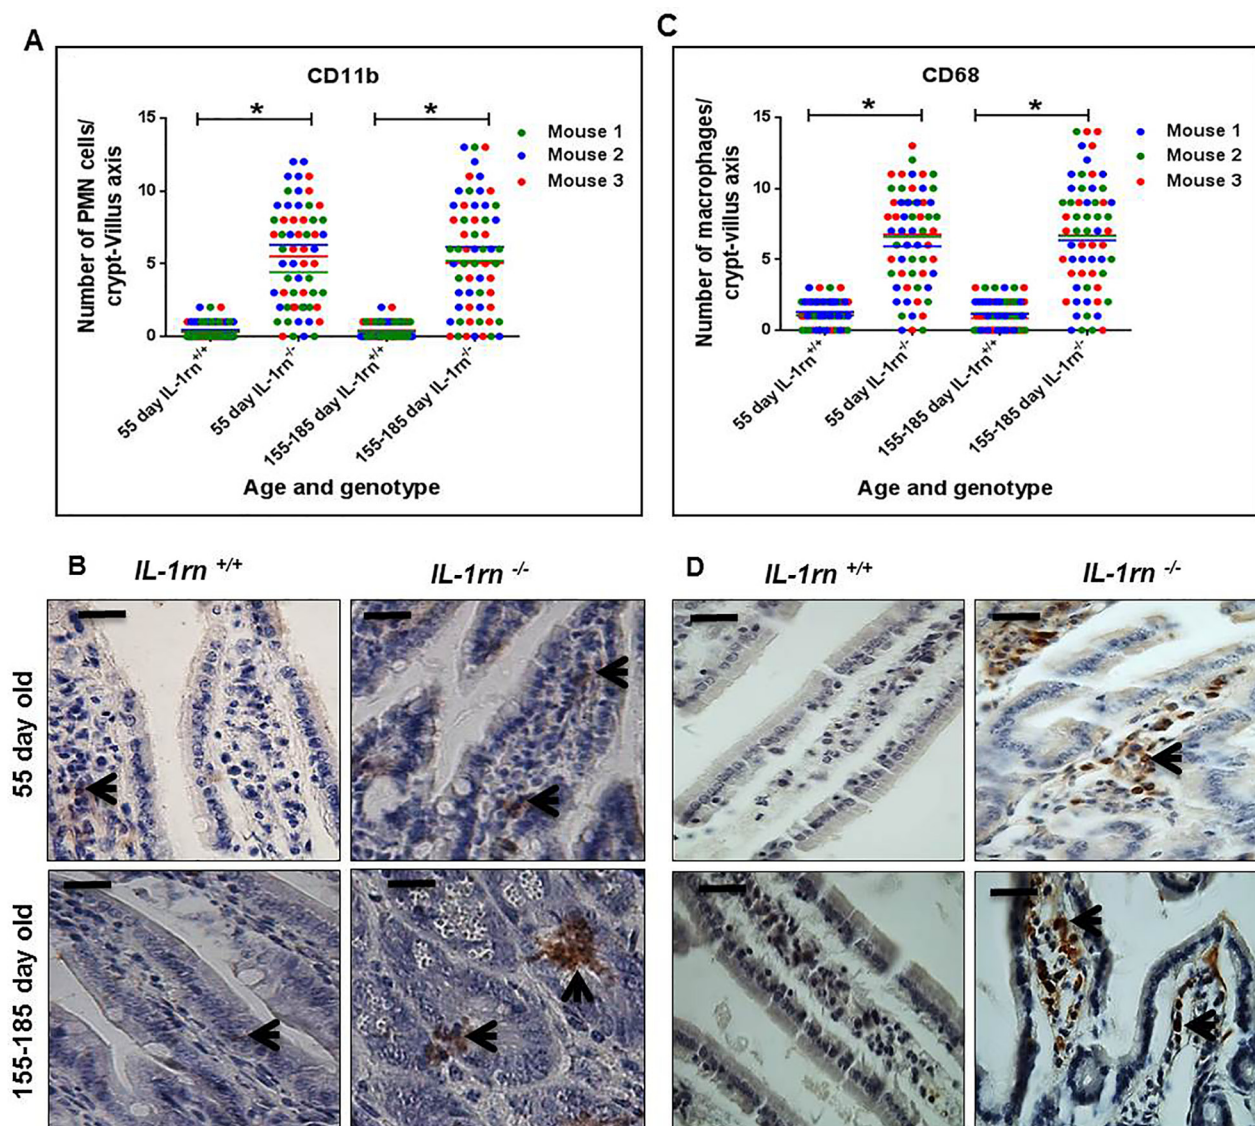 A
CD11b
Number of PMN cells/
crypt-Villus axis
15
10
5
0
*
*
Mouse 1
Mouse 2
Mouse 3
55 day IL-1rn+/+
55 day IL-1rn-/-
155-185 day IL-1rn+/+
155-185 day IL-1rn-/-
Age and genotype
C
CD68
Number of macrophages/
crypt-villus axis
15
10
5
0
*
*
Mouse 1
Mouse 2
Mouse 3
55 day IL-1rn+/+
55 day IL-1rn-/-
155-185 day IL-1rn+/+
155-185 day IL-1rn-/-
Age and genotype
B
IL-1rn +/+
IL-1rn -/-
55 day old
155-185 day old
D
IL-1rn +/+
IL-1rn -/-